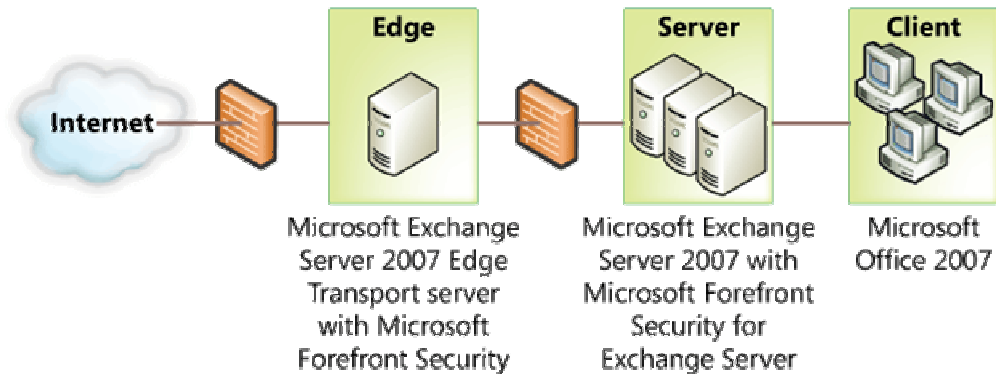 Edge
Server
Client
Internet
Microsoft Exchange
Server 2007 Edge
Transport server
with Microsoft
Forefront Security
Microsoft Exchange
Server 2007 with
Microsoft Forefront
Security for
Exchange Server
Microsoft
Office 2007